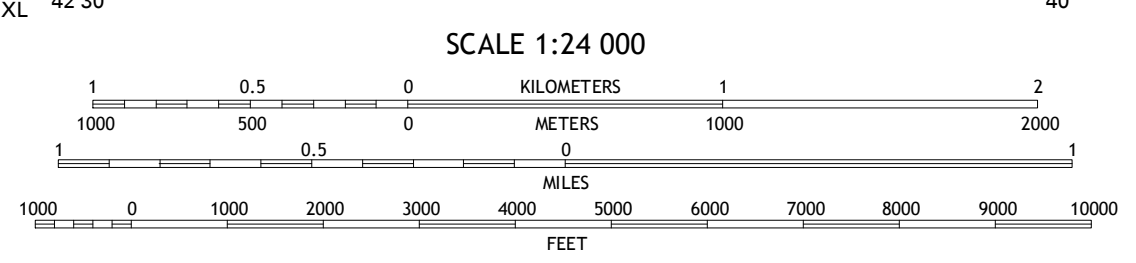 XL 42'30" 40'
SCALE 1:24 000
1 0.5 0 KILOMETERS 1 2
1000 500 0 METERS 1000 2000
1 0.5 0 1
MILES
1000 0 1000 2000 3000 4000 5000 6000 7000 8000 9000 10000
FEET